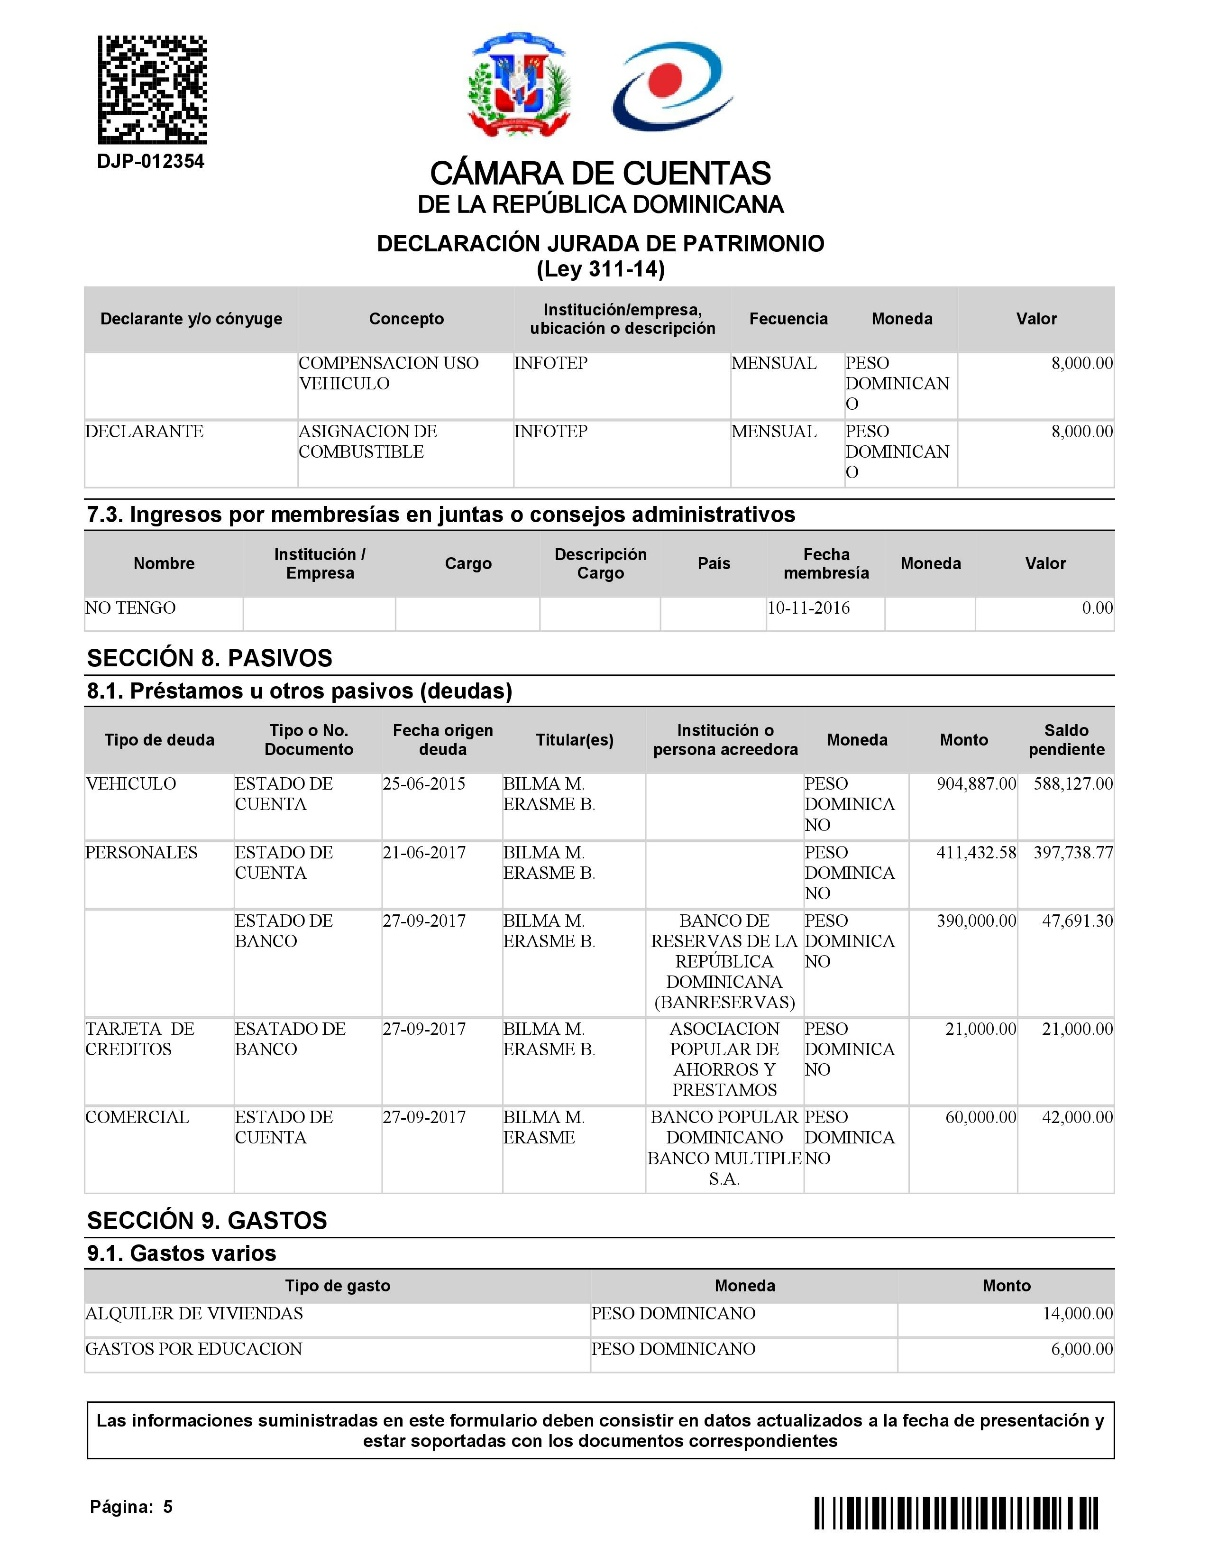 DJP-012354
CÁMARA DE CUENTAS
DE LA REPÚBLICA DOMINICANA
DECLARACIÓN JURADA DE PATRIMONIO
(Ley 311-14)
Declarante y/o cónyuge Concepto Institución/empresa, ubicación o descripción Fecuencia Moneda Valor
COMPENSACION USO VEHICULO INFOTEP MENSUAL PESO DOMINICAN O 8,000.00
DECLARANTE ASIGNACION DE COMBUSTIBLE INFOTEP MENSUAL PESO DOMINICAN O 8,000.00
7.3. Ingresos por membresías en juntas o consejos administrativos
Nombre Institución / Empresa Cargo Descripción Cargo País Fecha membresía Moneda Valor
NO TENGO 10-11-2016 0.00
SECCIÓN 8. PASIVOS
8.1. Préstamos u otros pasivos (deudas)
Tipo de deuda Tipo o No. Documento Fecha origen deuda Titular(es) Institución o persona acreedora Moneda Monto Saldo pendiente
VEHICULO ESTADO DE CUENTA 25-06-2015 BILMA M. ERASME B. PESO DOMINICA NO 904,887.00 588,127.00
PERSONALES ESTADO DE CUENTA 21-06-2017 BILMA M. ERASME B. PESO DOMINICA NO 411,432.58 397,738.77
ESTADO DE BANCO 27-09-2017 BILMA M. ERASME B. BANCO DE RESERVAS DE LA REPÚBLICA DOMINICANA (BANRESERVAS) PESO DOMINICA NO 390,000.00 47,691.30
TARJETA DE CREDITOS ESATADO DE BANCO 27-09-2017 BILMA M. ERASME B. ASOCIACION POPULAR DE AHORROS Y PRESTAMOS PESO DOMINICA NO 21,000.00 21,000.00
COMERCIAL ESTADO DE CUENTA 27-09-2017 BILMA M. ERASME BANCO POPULAR DOMINICANO BANCO MULTIPLE S.A. PESO DOMINICA NO 60,000.00 42,000.00
SECCIÓN 9. GASTOS
9.1. Gastos varios
Tipo de gasto Moneda Monto
ALQUILER DE VIVIENDAS PESO DOMINICANO 14,000.00
GASTOS POR EDUCACION PESO DOMINICANO 6,000.00
Las informaciones suministradas en este formulario deben consistir en datos actualizados a la fecha de presentación y
estar soportadas con los documentos correspondientes
Página: 5